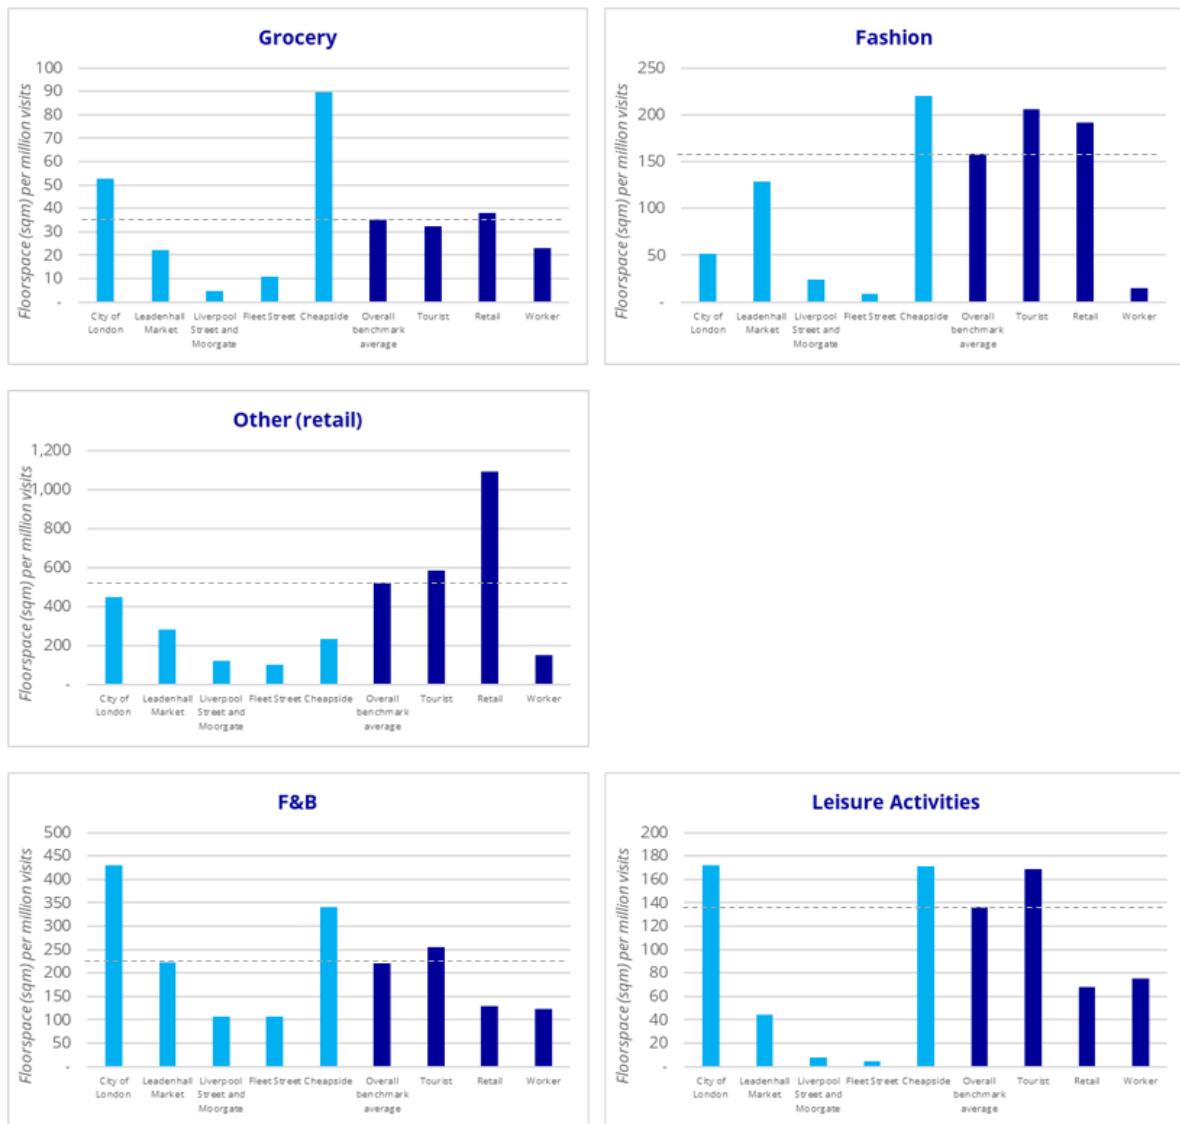 Grocery
Floorspace (sqm) per million visits
100
90
80
70
60
50
40
30
20
10
-
City of London
Leadenhall Market
Liverpool Street and Moorgate
Fleet Street
Cheapside
Overall benchmark average
Tourist
Retail
Worker
Fashion
Floorspace (sqm) per million visits
250
200
150
100
50
-
City of London
Leadenhall Market
Liverpool Street and Moorgate
Fleet Street
Cheapside
Overall benchmark average
Tourist
Retail
Worker
Other (retail)
Floorspace (sqm) per million visits
1,200
1,000
800
600
400
200
-
City of London
Leadenhall Market
Liverpool Street and Moorgate
Fleet Street
Cheapside
Overall benchmark average
Tourist
Retail
Worker
F&B
Floorspace (sqm) per million visits
500
450
400
350
300
250
200
150
100
50
-
City of London
Leadenhall Market
Liverpool Street and Moorgate
Fleet Street
Cheapside
Overall benchmark average
Tourist
Retail
Worker
Leisure Activities
Floorspace (sqm) per million visits
200
180
160
140
120
100
80
60
40
20
-
City of London
Leadenhall Market
Liverpool Street and Moorgate
Fleet Street
Cheapside
Overall benchmark average
Tourist
Retail
Worker